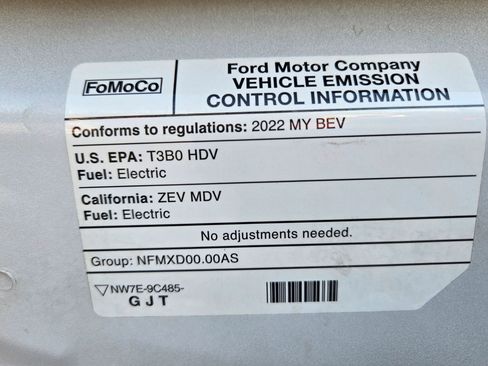 FoMoCo
Ford Motor Company
VEHICLE EMISSION
CONTROL INFORMATION
Conforms to regulations: 2022 MY BEV
U.S. EPA: T3B0 HDV
Fuel: Electric
California: ZEV MDV
Fuel: Electric
No adjustments needed.
Group: NFMXD00.00AS
▽NW7E-9C485-
G J T